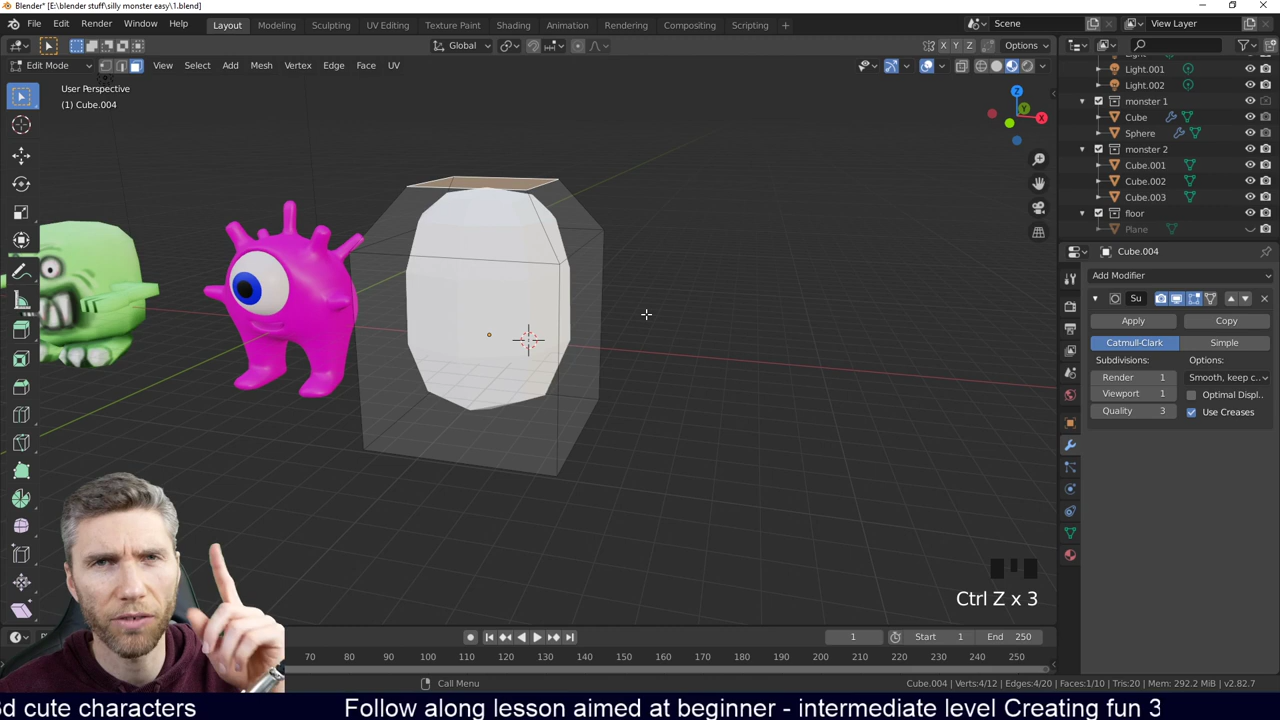 Blender* [E:\blender stuff\silly monster easy\1.blend]
File Edit Render Window Help Layout Modeling Sculpting UV Editing Texture Paint Shading Animation Rendering Compositing Scripting Scene View Layer
Global Options
Edit Mode View Select Add Mesh Vertex Edge Face UV
User Perspective
(1) Cube.004
Z
Y
X
Light.001
Light.002
monster 1
Cube
Sphere
monster 2
Cube.001
Cube.002
Cube.003
floor
Plane
Cube.004
Add Modifier
Su
Apply Copy
Catmull-Clark Simple
Subdivisions: Options:
Render 1 Smooth, keep c..
Viewport 1 Optimal Displ..
Quality 3 Use Creases
Ctrl Z x 3
1 Start 1 End 250
70 80 90 100 110 120 130 140 150 160 170 180 190 200 210 220 230 240 250
Call Menu Cube.004 | Verts:4/12 | Edges:4/20 | Faces:1/10 | Tris:20 | Mem: 292.2 MiB | v2.82.7
d cute characters Follow along lesson aimed at beginner - intermediate level Creating fun 3